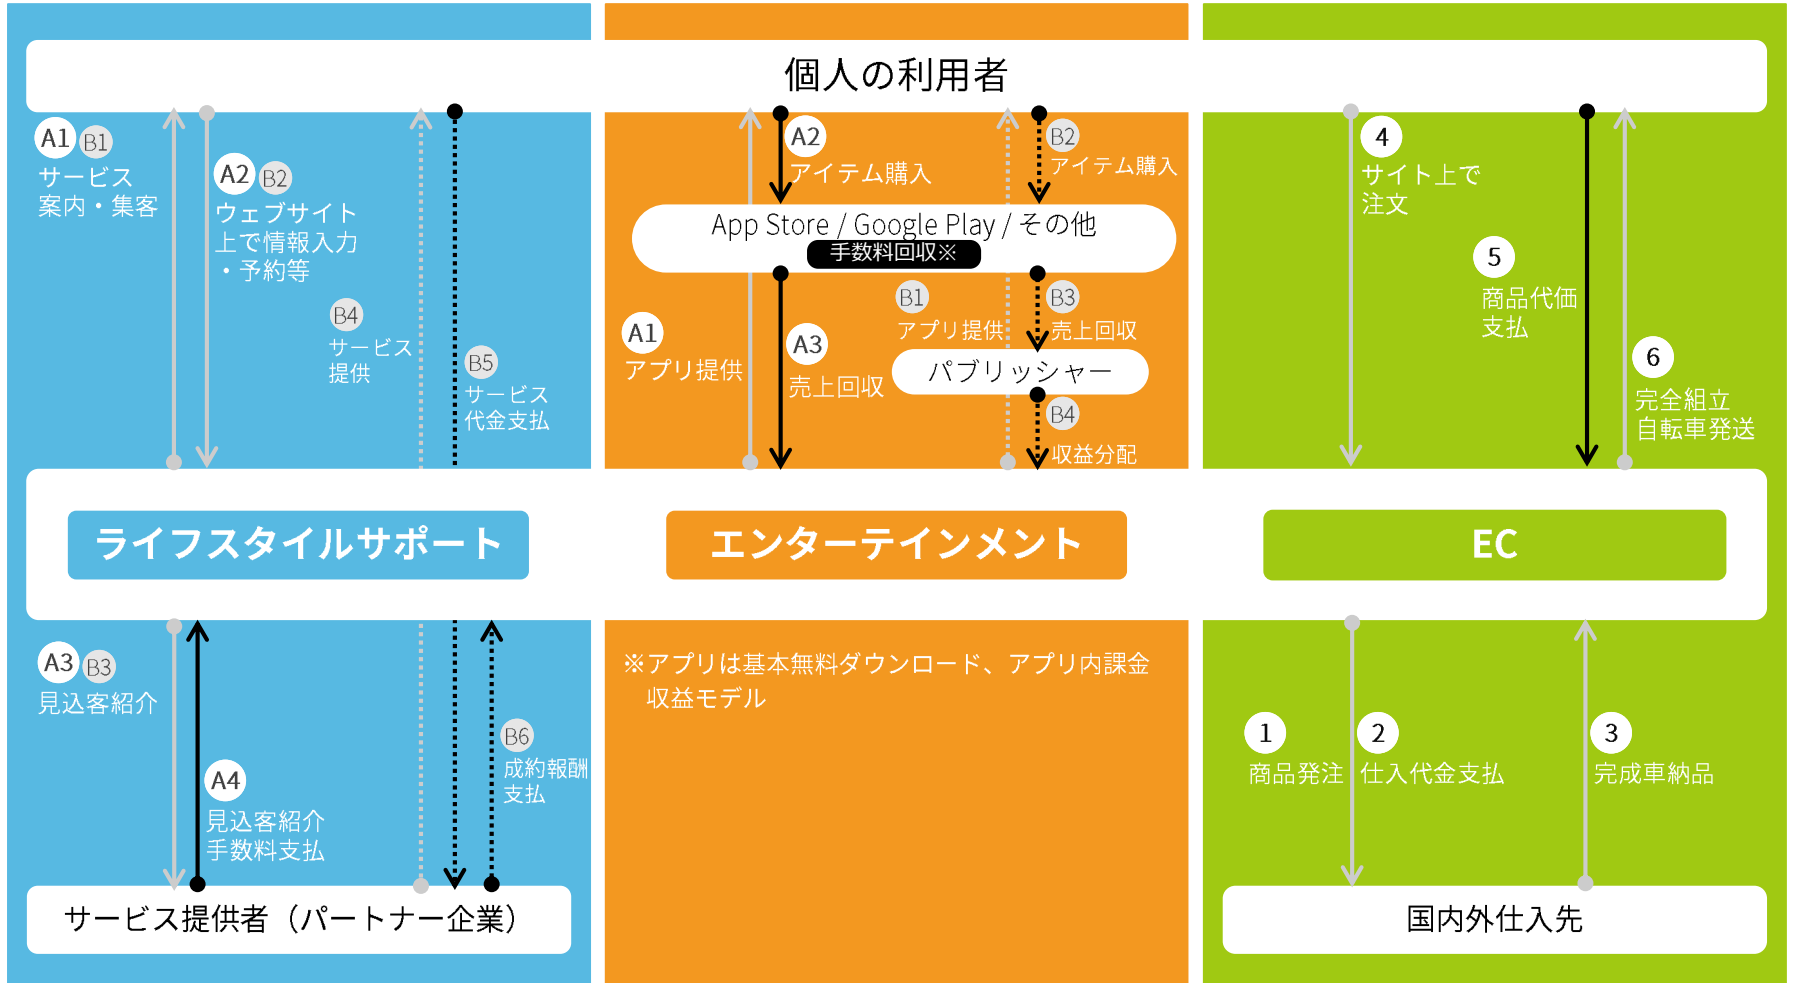 個人の利用者
A1 B1
サービス
案内・集客
A2 B2
ウェブサイト
上で情報入力
・予約等
B4
サービス
提供
B5
サービス
代金支払
ライフスタイルサポート
A3 B3
見込客紹介
A4
見込客紹介
手数料支払
B6
成約報酬
支払
サービス提供者（パートナー企業）
A2
アイテム購入
B2
アイテム購入
App Store / Google Play / その他
手数料回収※
A1
アプリ提供
A3
売上回収
B1
アプリ提供
B3
売上回収
パブリッシャー
B4
収益分配
エンターテインメント
※アプリは基本無料ダウンロード、アプリ内課金
収益モデル
4
サイト上で
注文
5
商品代価
支払
6
完全組立
自転車発送
EC
1
商品発注
2
仕入代金支払
3
完成車納品
国内外仕入先